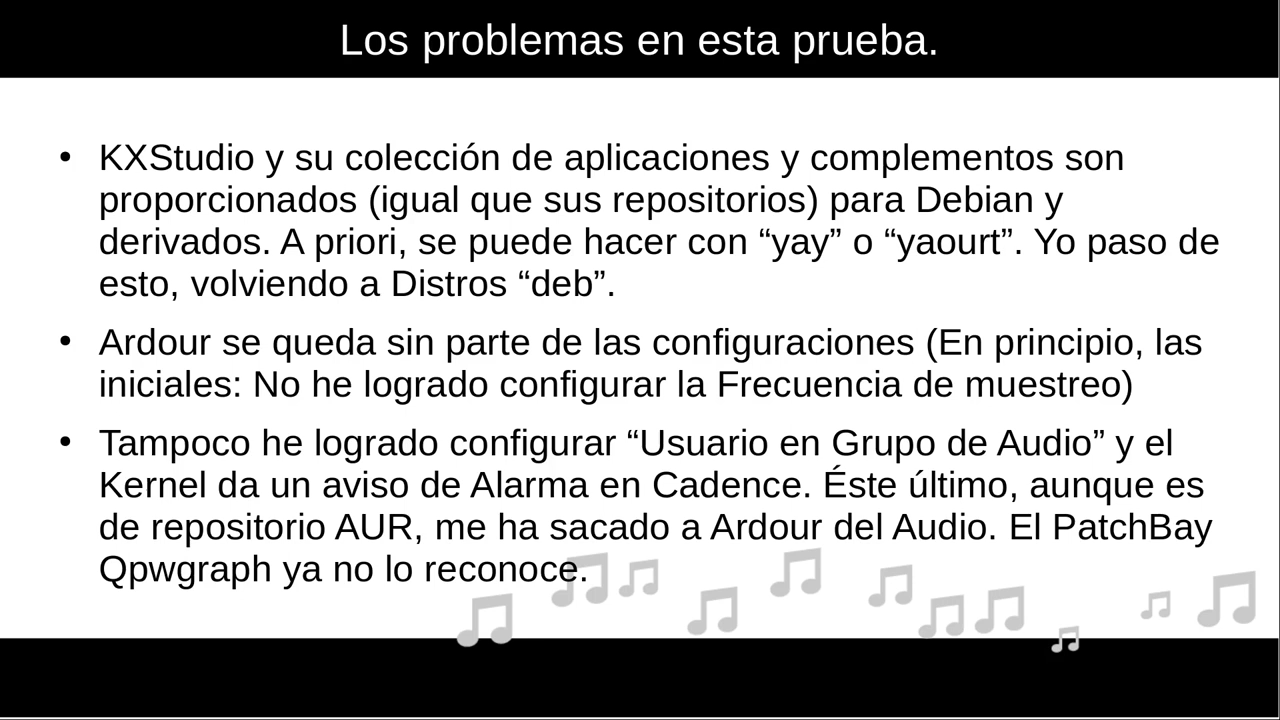 Los problemas en esta prueba.
• KXStudio y su colección de aplicaciones y complementos son
proporcionados (igual que sus repositorios) para Debian y
derivados. A priori, se puede hacer con “yay” o “yaourt”. Yo paso de
esto, volviendo a Distros “deb”.
• Ardour se queda sin parte de las configuraciones (En principio, las
iniciales: No he logrado configurar la Frecuencia de muestreo)
• Tampoco he logrado configurar “Usuario en Grupo de Audio” y el
Kernel da un aviso de Alarma en Cadence. Éste último, aunque es
de repositorio AUR, me ha sacado a Ardour del Audio. El PatchBay
Qpwgraph ya no lo reconoce.